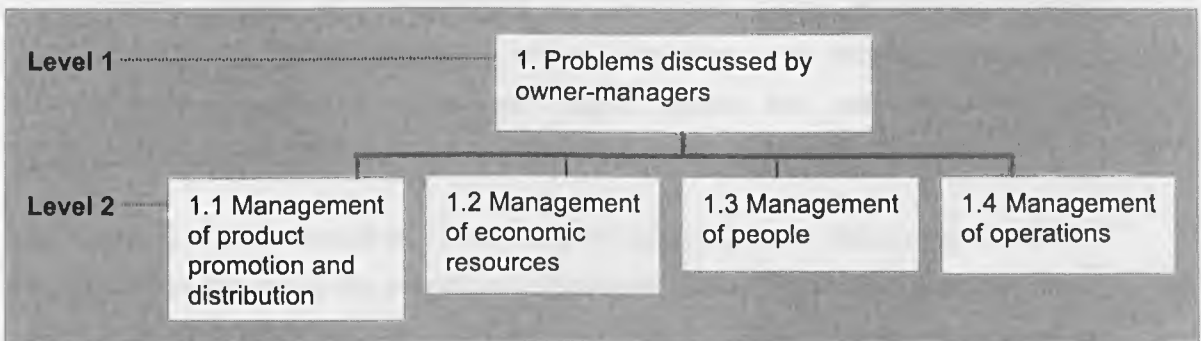 Level 1
1. Problems discussed by
owner-managers
Level 2
1.1 Management
of product
promotion and
distribution
1.2 Management
of economic
resources
1.3 Management
of people
1.4 Management
of operations